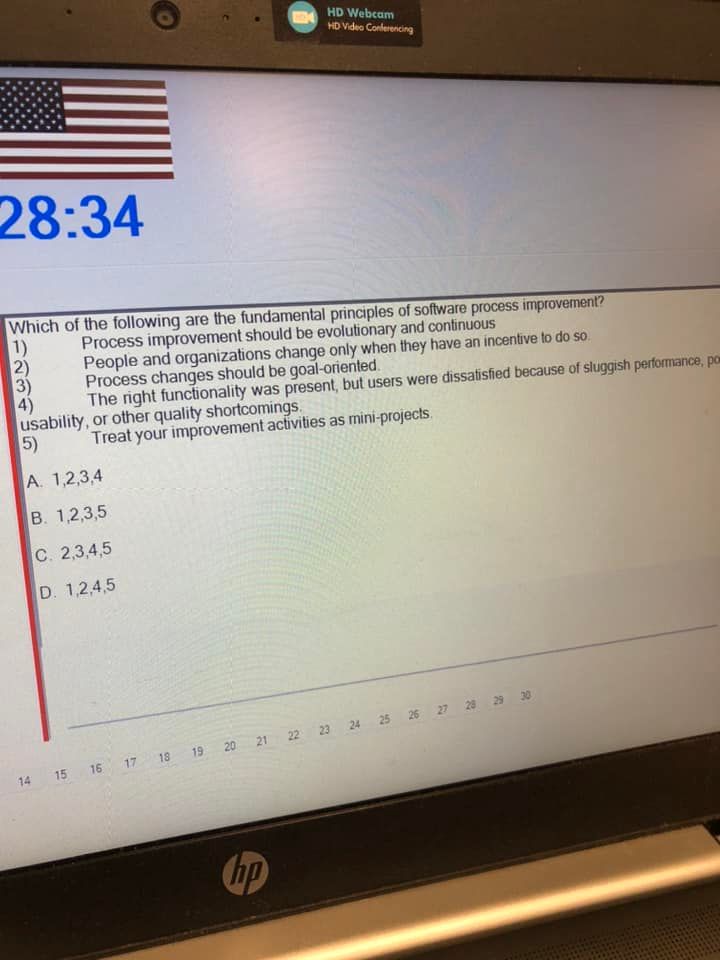 HD Webcam
HD Video Conferencing
28:34
Which of the following are the fundamental principles of software process improvement?
1) Process improvement should be evolutionary and continuous
2) People and organizations change only when they have an incentive to do so.
3) Process changes should be goal-oriented.
4) The right functionality was present, but users were dissatisfied because of sluggish performance, po
usability, or other quality shortcomings.
5) Treat your improvement activities as mini-projects.
A. 1,2,3,4
B. 1,2,3,5
C. 2,3,4,5
D. 1,2,4,5
14 15 16 17 18 19 20 21 22 23 24 25 26 27 28 29 30
hp